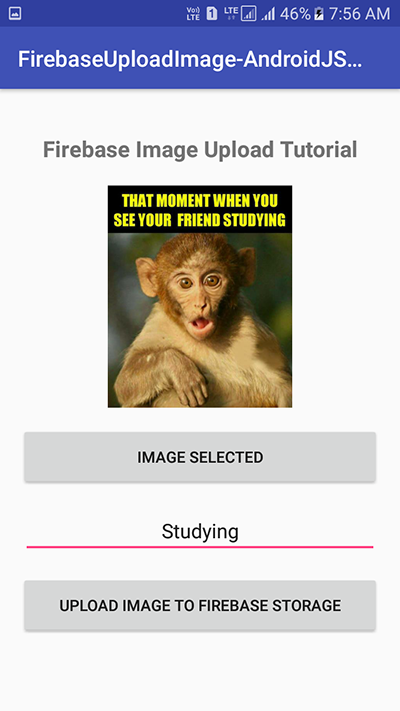 Vo)) LTE 1 LTE 46% 7:56 AM
FirebaseUploadImage-AndroidJS...
Firebase Image Upload Tutorial
THAT MOMENT WHEN YOU
SEE YOUR FRIEND STUDYING
IMAGE SELECTED
Studying
UPLOAD IMAGE TO FIREBASE STORAGE